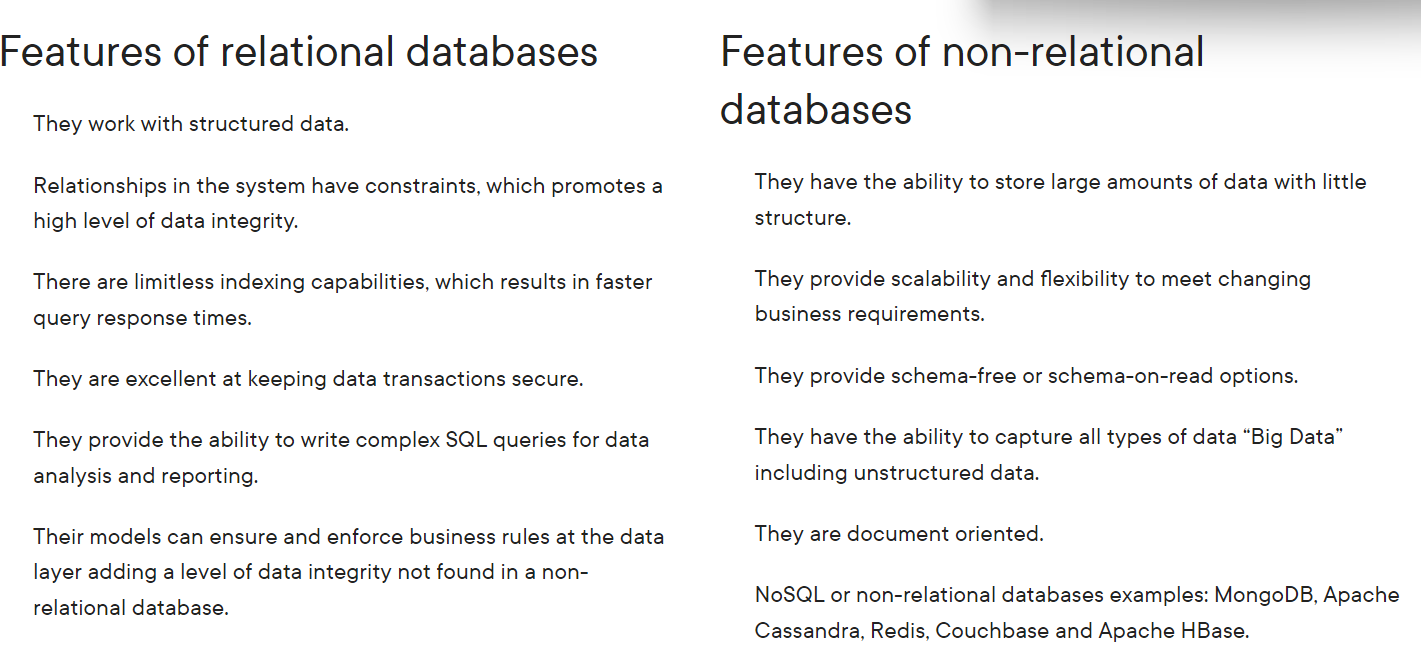 Features of relational databases
They work with structured data.
Relationships in the system have constraints, which promotes a
high level of data integrity.
There are limitless indexing capabilities, which results in faster
query response times.
They are excellent at keeping data transactions secure.
They provide the ability to write complex SQL queries for data
analysis and reporting.
Their models can ensure and enforce business rules at the data
layer adding a level of data integrity not found in a non-
relational database.
Features of non-relational
databases
They have the ability to store large amounts of data with little
structure.
They provide scalability and flexibility to meet changing
business requirements.
They provide schema-free or schema-on-read options.
They have the ability to capture all types of data “Big Data”
including unstructured data.
They are document oriented.
NoSQL or non-relational databases examples: MongoDB, Apache
Cassandra, Redis, Couchbase and Apache HBase.